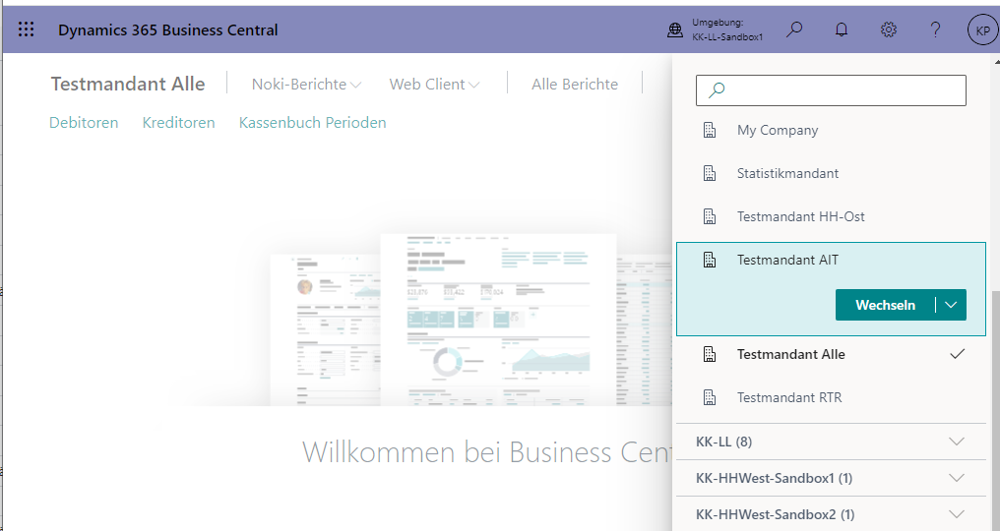 Dynamics 365 Business Central
Umgebung:
KK-LL-Sandbox1
KP
Testmandant Alle
Noki-Berichte
Web Client
Alle Berichte
Debitoren
Kreditoren
Kassenbuch Perioden
My Company
Statistikmandant
Testmandant HH-Ost
Testmandant AIT
Wechseln
Testmandant Alle
Testmandant RTR
KK-LL (8)
KK-HHWest-Sandbox1 (1)
KK-HHWest-Sandbox2 (1)
Willkommen bei Business Cent